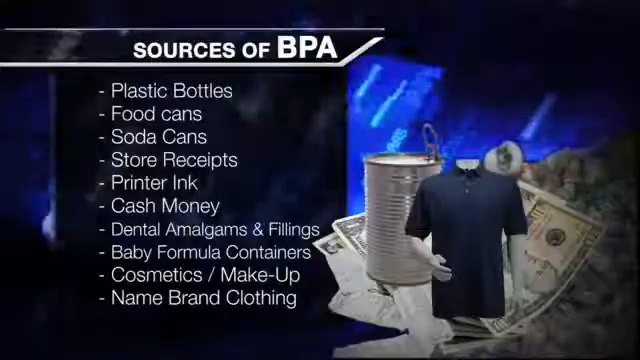 SOURCES OF BPA
- Plastic Bottles
- Food cans
- Soda Cans
- Store Receipts
- Printer Ink
- Cash Money
- Dental Amalgams & Fillings
- Baby Formula Containers
- Cosmetics / Make-Up
- Name Brand Clothing